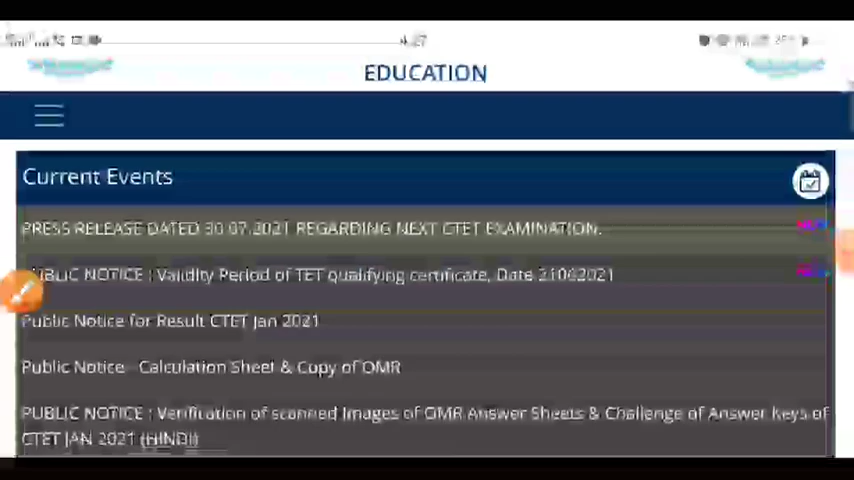 4:27
EDUCATION
Current Events
PRESS RELEASE DATED 30.07.2021 REGARDING NEXT CTET EXAMINATION.
PUBLIC NOTICE : Validity Period of TET qualifying certificate, Date 21062021
Public Notice for Result CTET Jan 2021
Public Notice - Calculation Sheet & Copy of OMR
PUBLIC NOTICE : Verification of scanned Images of OMR Answer Sheets & Challenge of Answer Keys of
CTET JAN 2021 (HINDI)